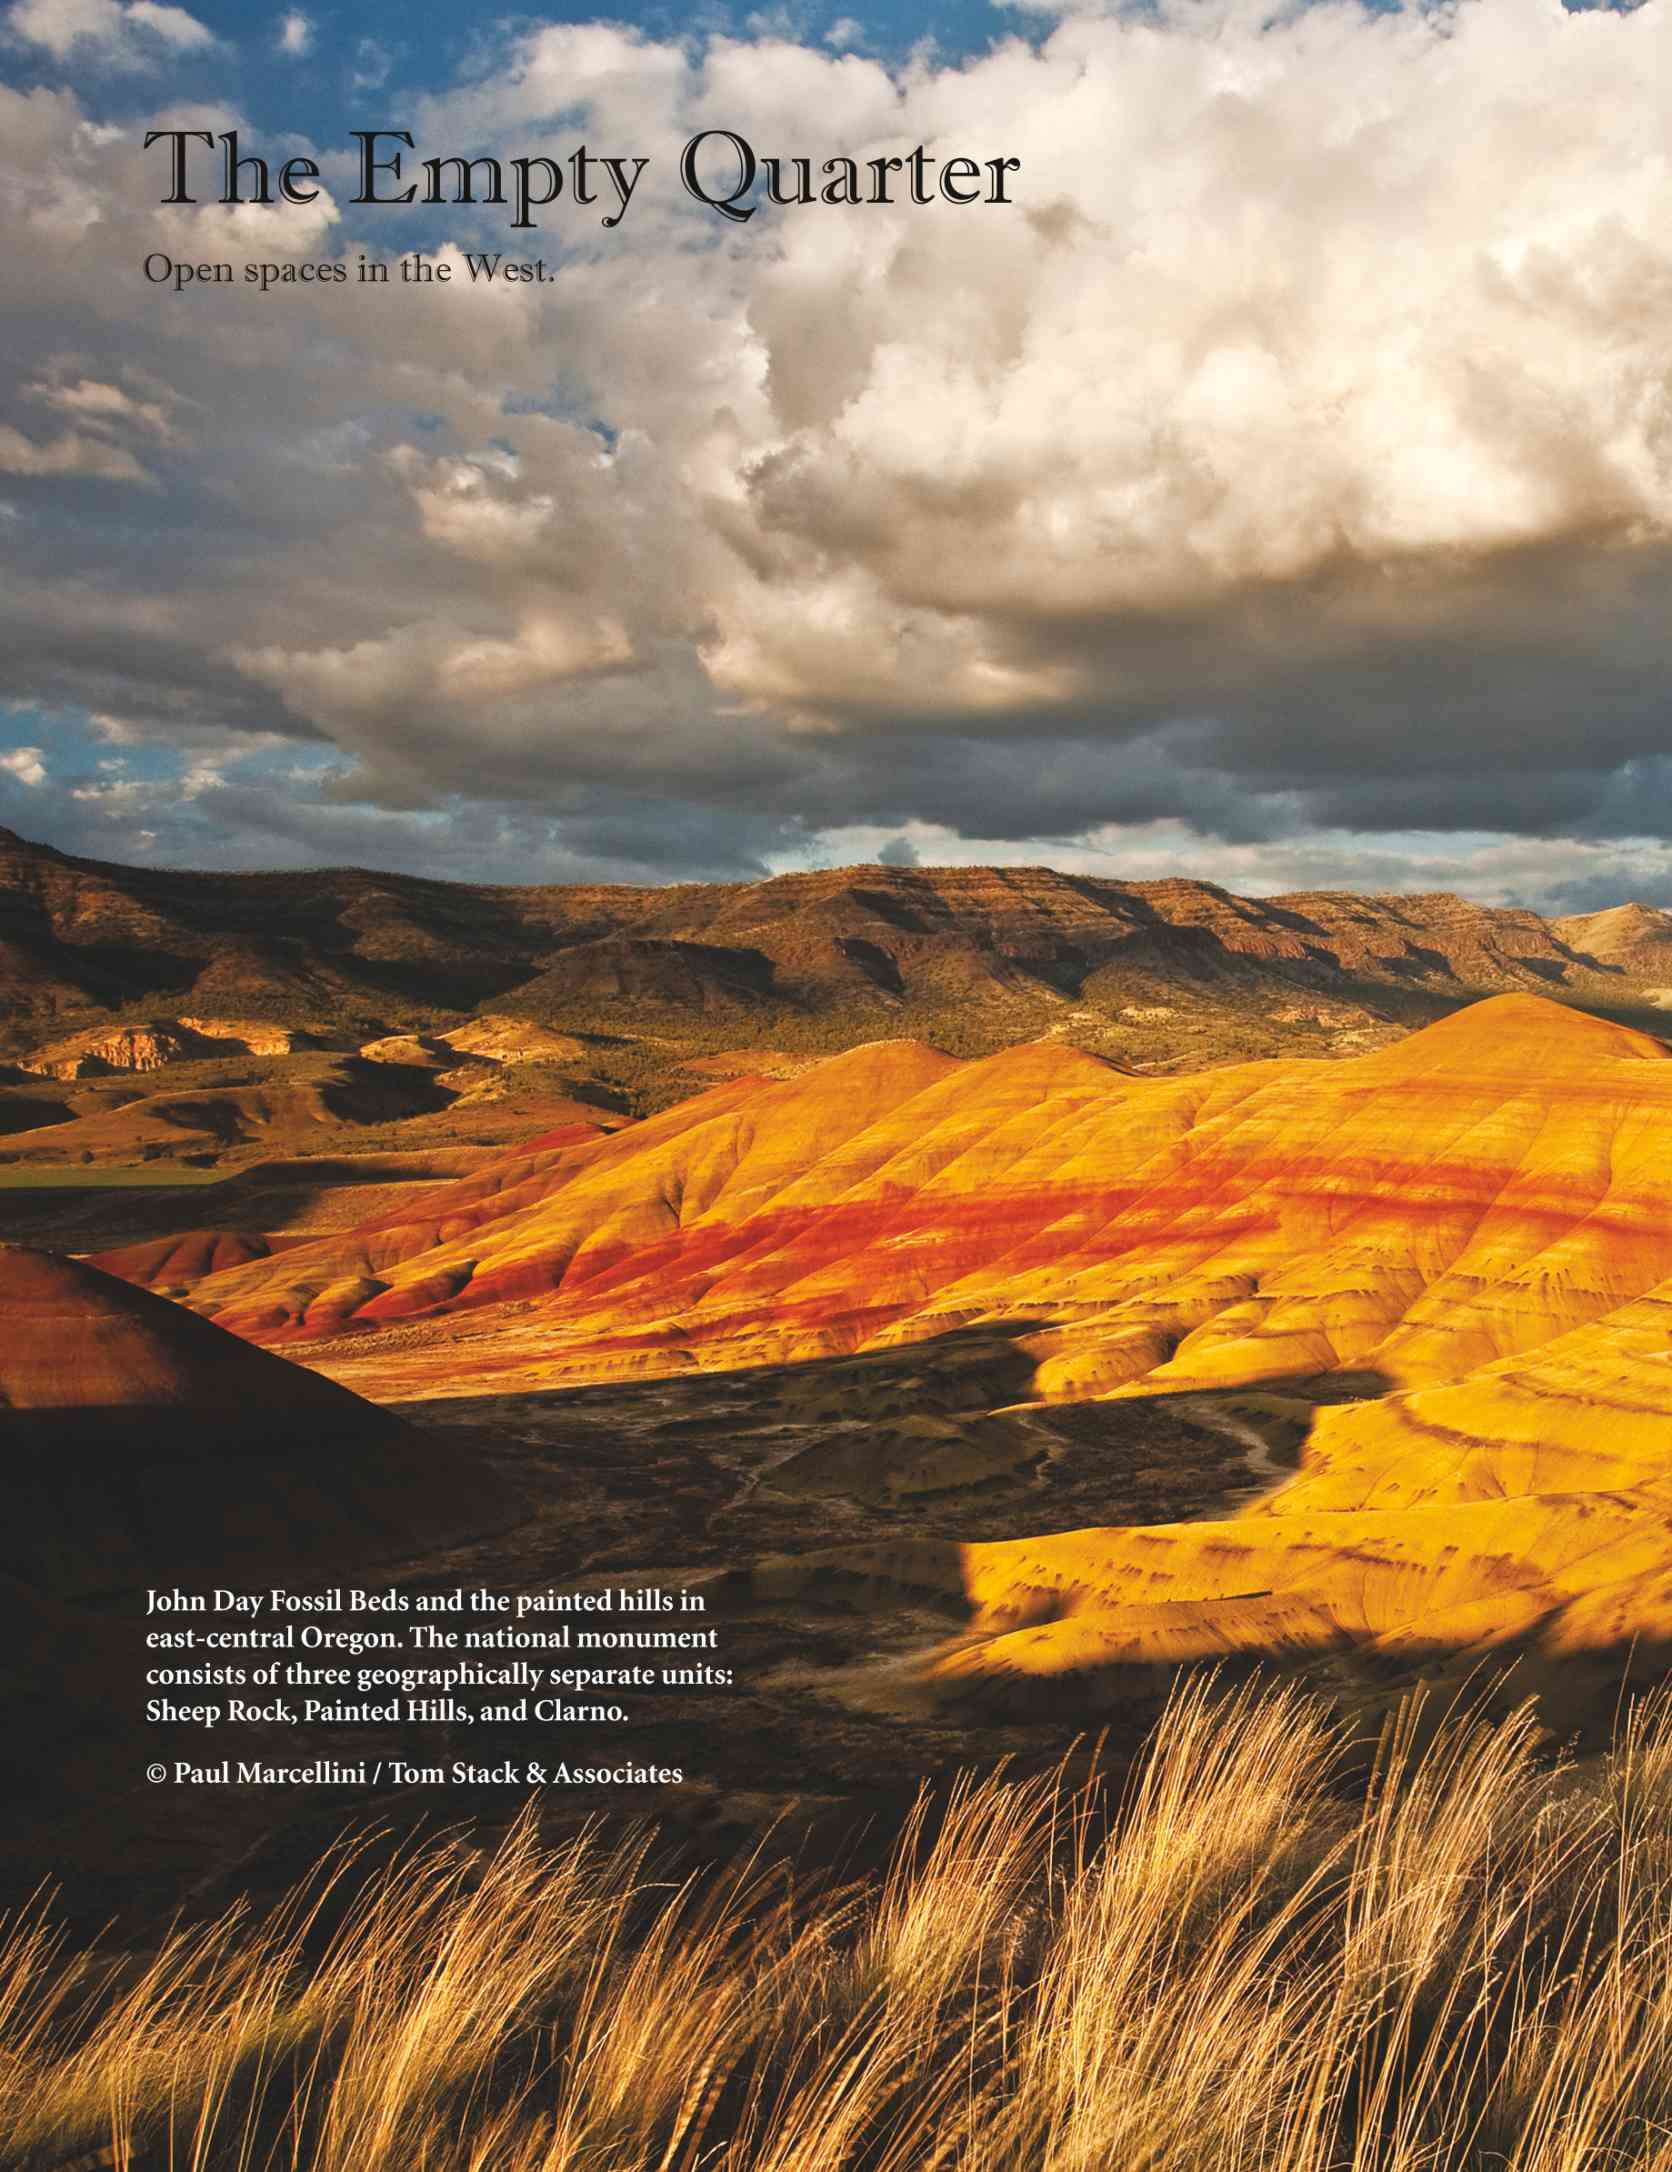 The Empty Quarter
Open spaces in the West.
John Day Fossil Beds and the painted hills in
east-central Oregon. The national monument
consists of three geographically separate units:
Sheep Rock, Painted Hills, and Clarno.
© Paul Marcellini / Tom Stack & Associates